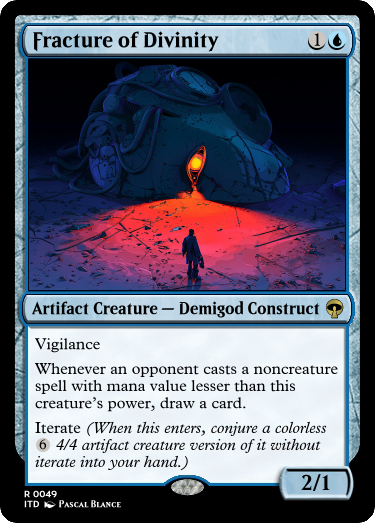 Fracture of Divinity 1
Artifact Creature — Demigod Construct
Vigilance
Whenever an opponent casts a noncreature
spell with mana value lesser than this
creature's power, draw a card.
Iterate (When this enters, conjure a colorless
6 4/4 artifact creature version of it without
iterate into your hand.)
2/1
R 0049
ITD PASCAL BLANCE